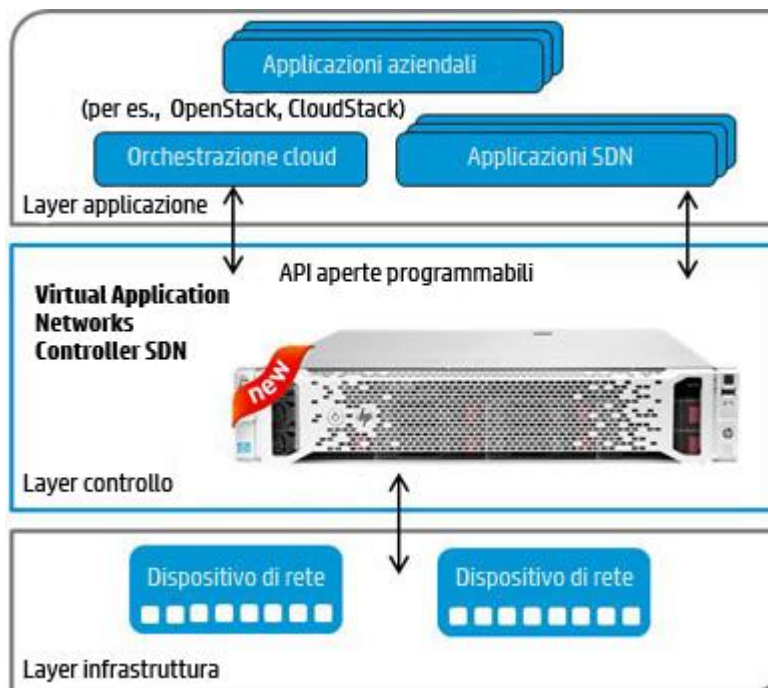 Applicazioni aziendali
(per es., OpenStack, CloudStack)
Orchestrazione cloud
Applicazioni SDN
Layer applicazione
API aperte programmabili
Virtual Application
Networks
Controller SDN
new
hp
Layer controllo
Dispositivo di rete
Dispositivo di rete
Layer infrastruttura